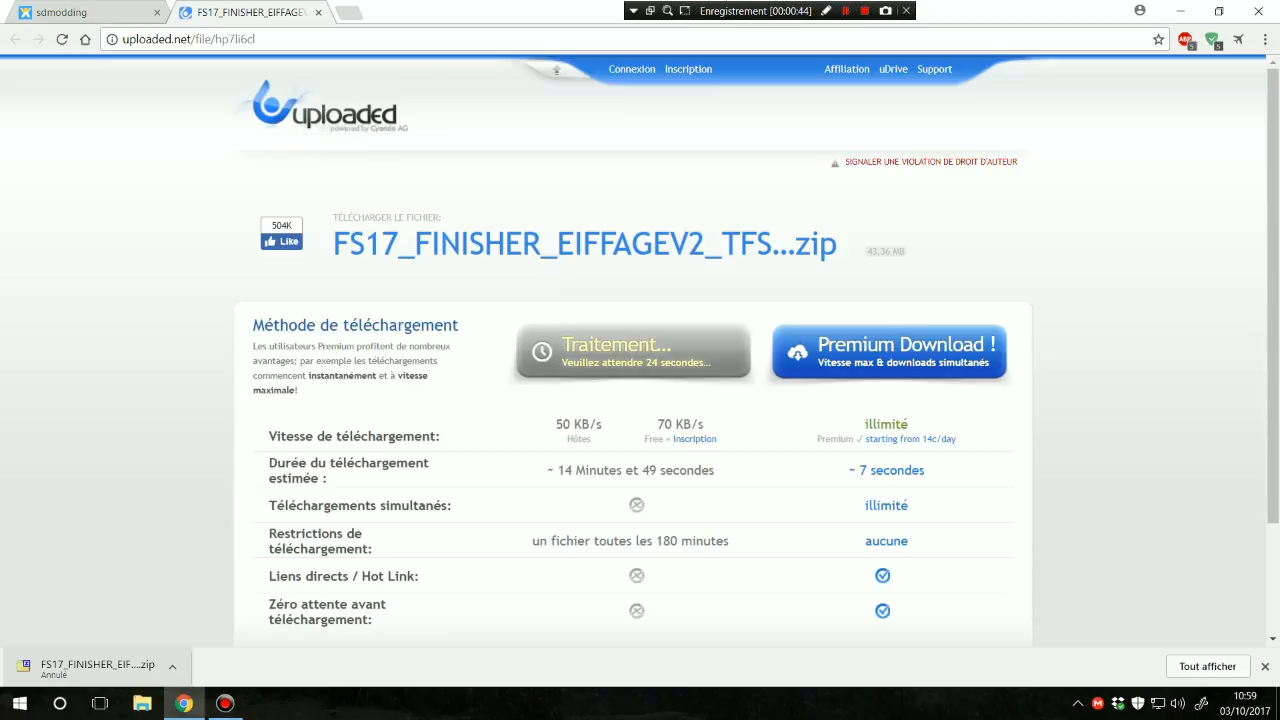 sdmodding
FS17_FINISHER_EIFFAGEV
Enregistrement [00:00:44]
uploaded.net/file/hp7li6cl
Connexion Inscription
Affiliation uDrive Support
uploaded
powered by Cyando AG
SIGNALER UNE VIOLATION DE DROIT D'AUTEUR
504K
Like
TÉLÉCHARGER LE FICHIER:
FS17_FINISHER_EIFFAGEV2_TFS...zip
43,36 MB
Méthode de téléchargement
Les utilisateurs Premium profitent de nombreux
avantages: par exemple les téléchargements
commencent instantanément et à vitesse
maximale!
Traitement...
Veuillez attendre 24 secondes...
Premium Download !
Vitesse max & downloads simultanés
Vitesse de téléchargement:
50 KB/s
Hôtes
70 KB/s
Free = Inscription
illimité
Premium ✓ starting from 14c/day
Durée du téléchargement
estimée :
~ 14 Minutes et 49 secondes
~ 7 secondes
Téléchargements simultanés:
illimité
Restrictions de
téléchargement:
un fichier toutes les 180 minutes
aucune
Liens directs / Hot Link:
Zéro attente avant
téléchargement:
FS17_FINISHER_EIF....zip
Annulé
Tout afficher
10:59
03/10/2017